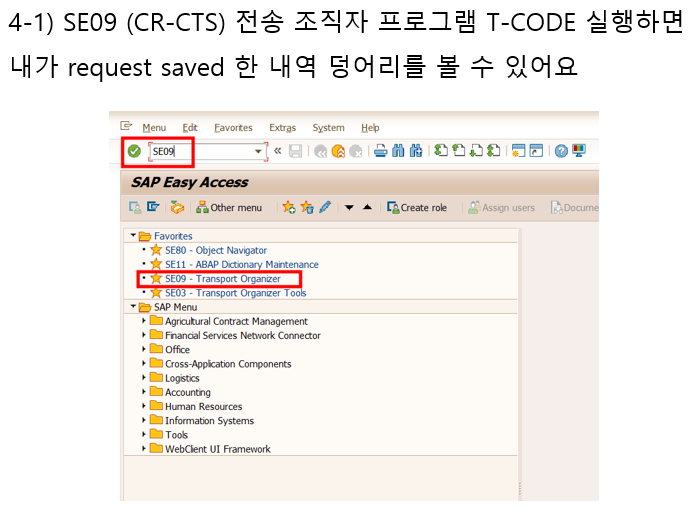 4-1) SE09 (CR-CTS) 전송 조직자 프로그램 T-CODE 실행하면
내가 request saved 한 내역 덩어리를 볼 수 있어요
Menu Edit Favorites Extras System Help
SE09
SAP Easy Access
Other menu Create role Assign users Docume
Favorites
SE80 - Object Navigator
SE11 - ABAP Dictionary Maintenance
SE09 - Transport Organizer
SE03 - Transport Organizer Tools
SAP Menu
Agricultural Contract Management
Financial Services Network Connector
Office
Cross-Application Components
Logistics
Accounting
Human Resources
Information Systems
Tools
WebClient UI Framework